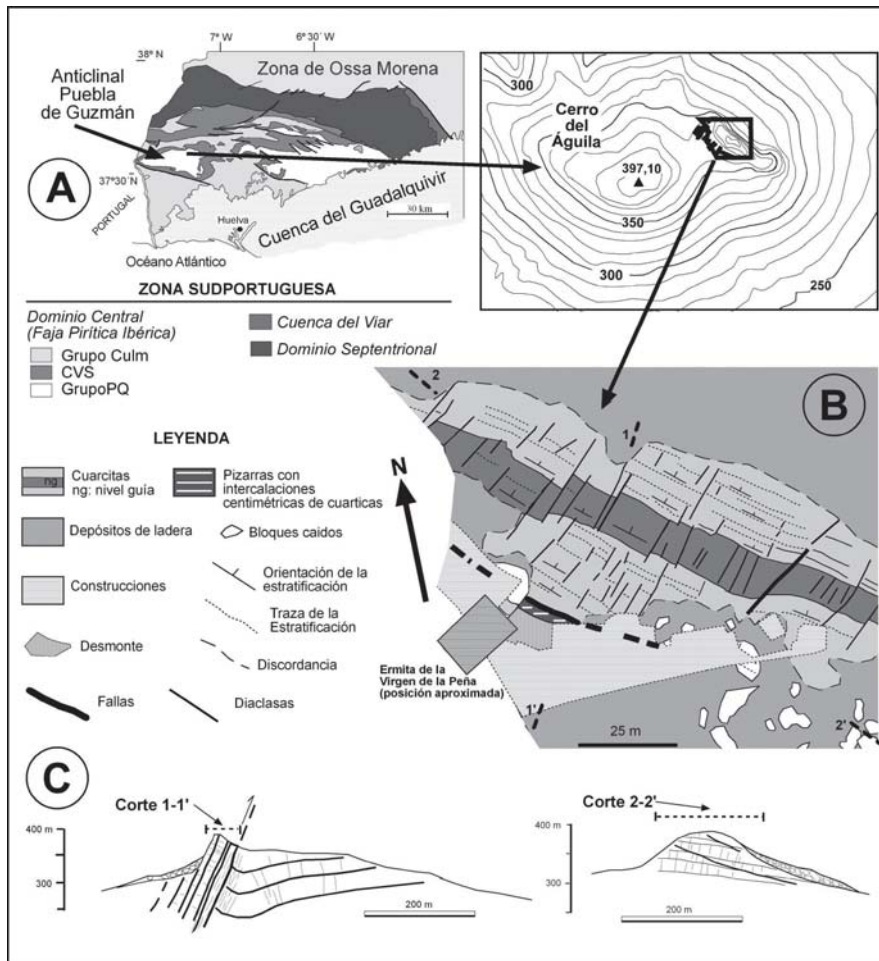 7° W
6° 30' W
38° N
Zona de Ossa Morena
Anticlinal
Puebla
de Guzmán
A
37°30' N
PORTUGAL
Huelva
Cuenca del Guadalquivir
30 km
Océano Atlántico
300
Cerro
del
Águila
397,10
350
300
250
ZONA SUDPORTUGUESA
Dominio Central
(Faja Pirítica Ibérica)
Grupo Culm
CVS
GrupoPQ
Cuenca del Viar
Dominio Septentrional
LEYENDA
ng
Cuarcitas
ng: nivel guía
Pizarras con
intercalaciones
centimétricas de cuarticas
Depósitos de ladera
Bloques caidos
Construcciones
Orientación de la
estratificación
Traza de la
Estratificación
Desmonte
Discordancia
Fallas
Diaclasas
B
2
1
N
Ermita de la
Virgen de la Peña
(posición aproximada)
1'
25 m
2'
C
Corte 1-1'
400 m
300
200 m
Corte 2-2'
400 m
300
200 m